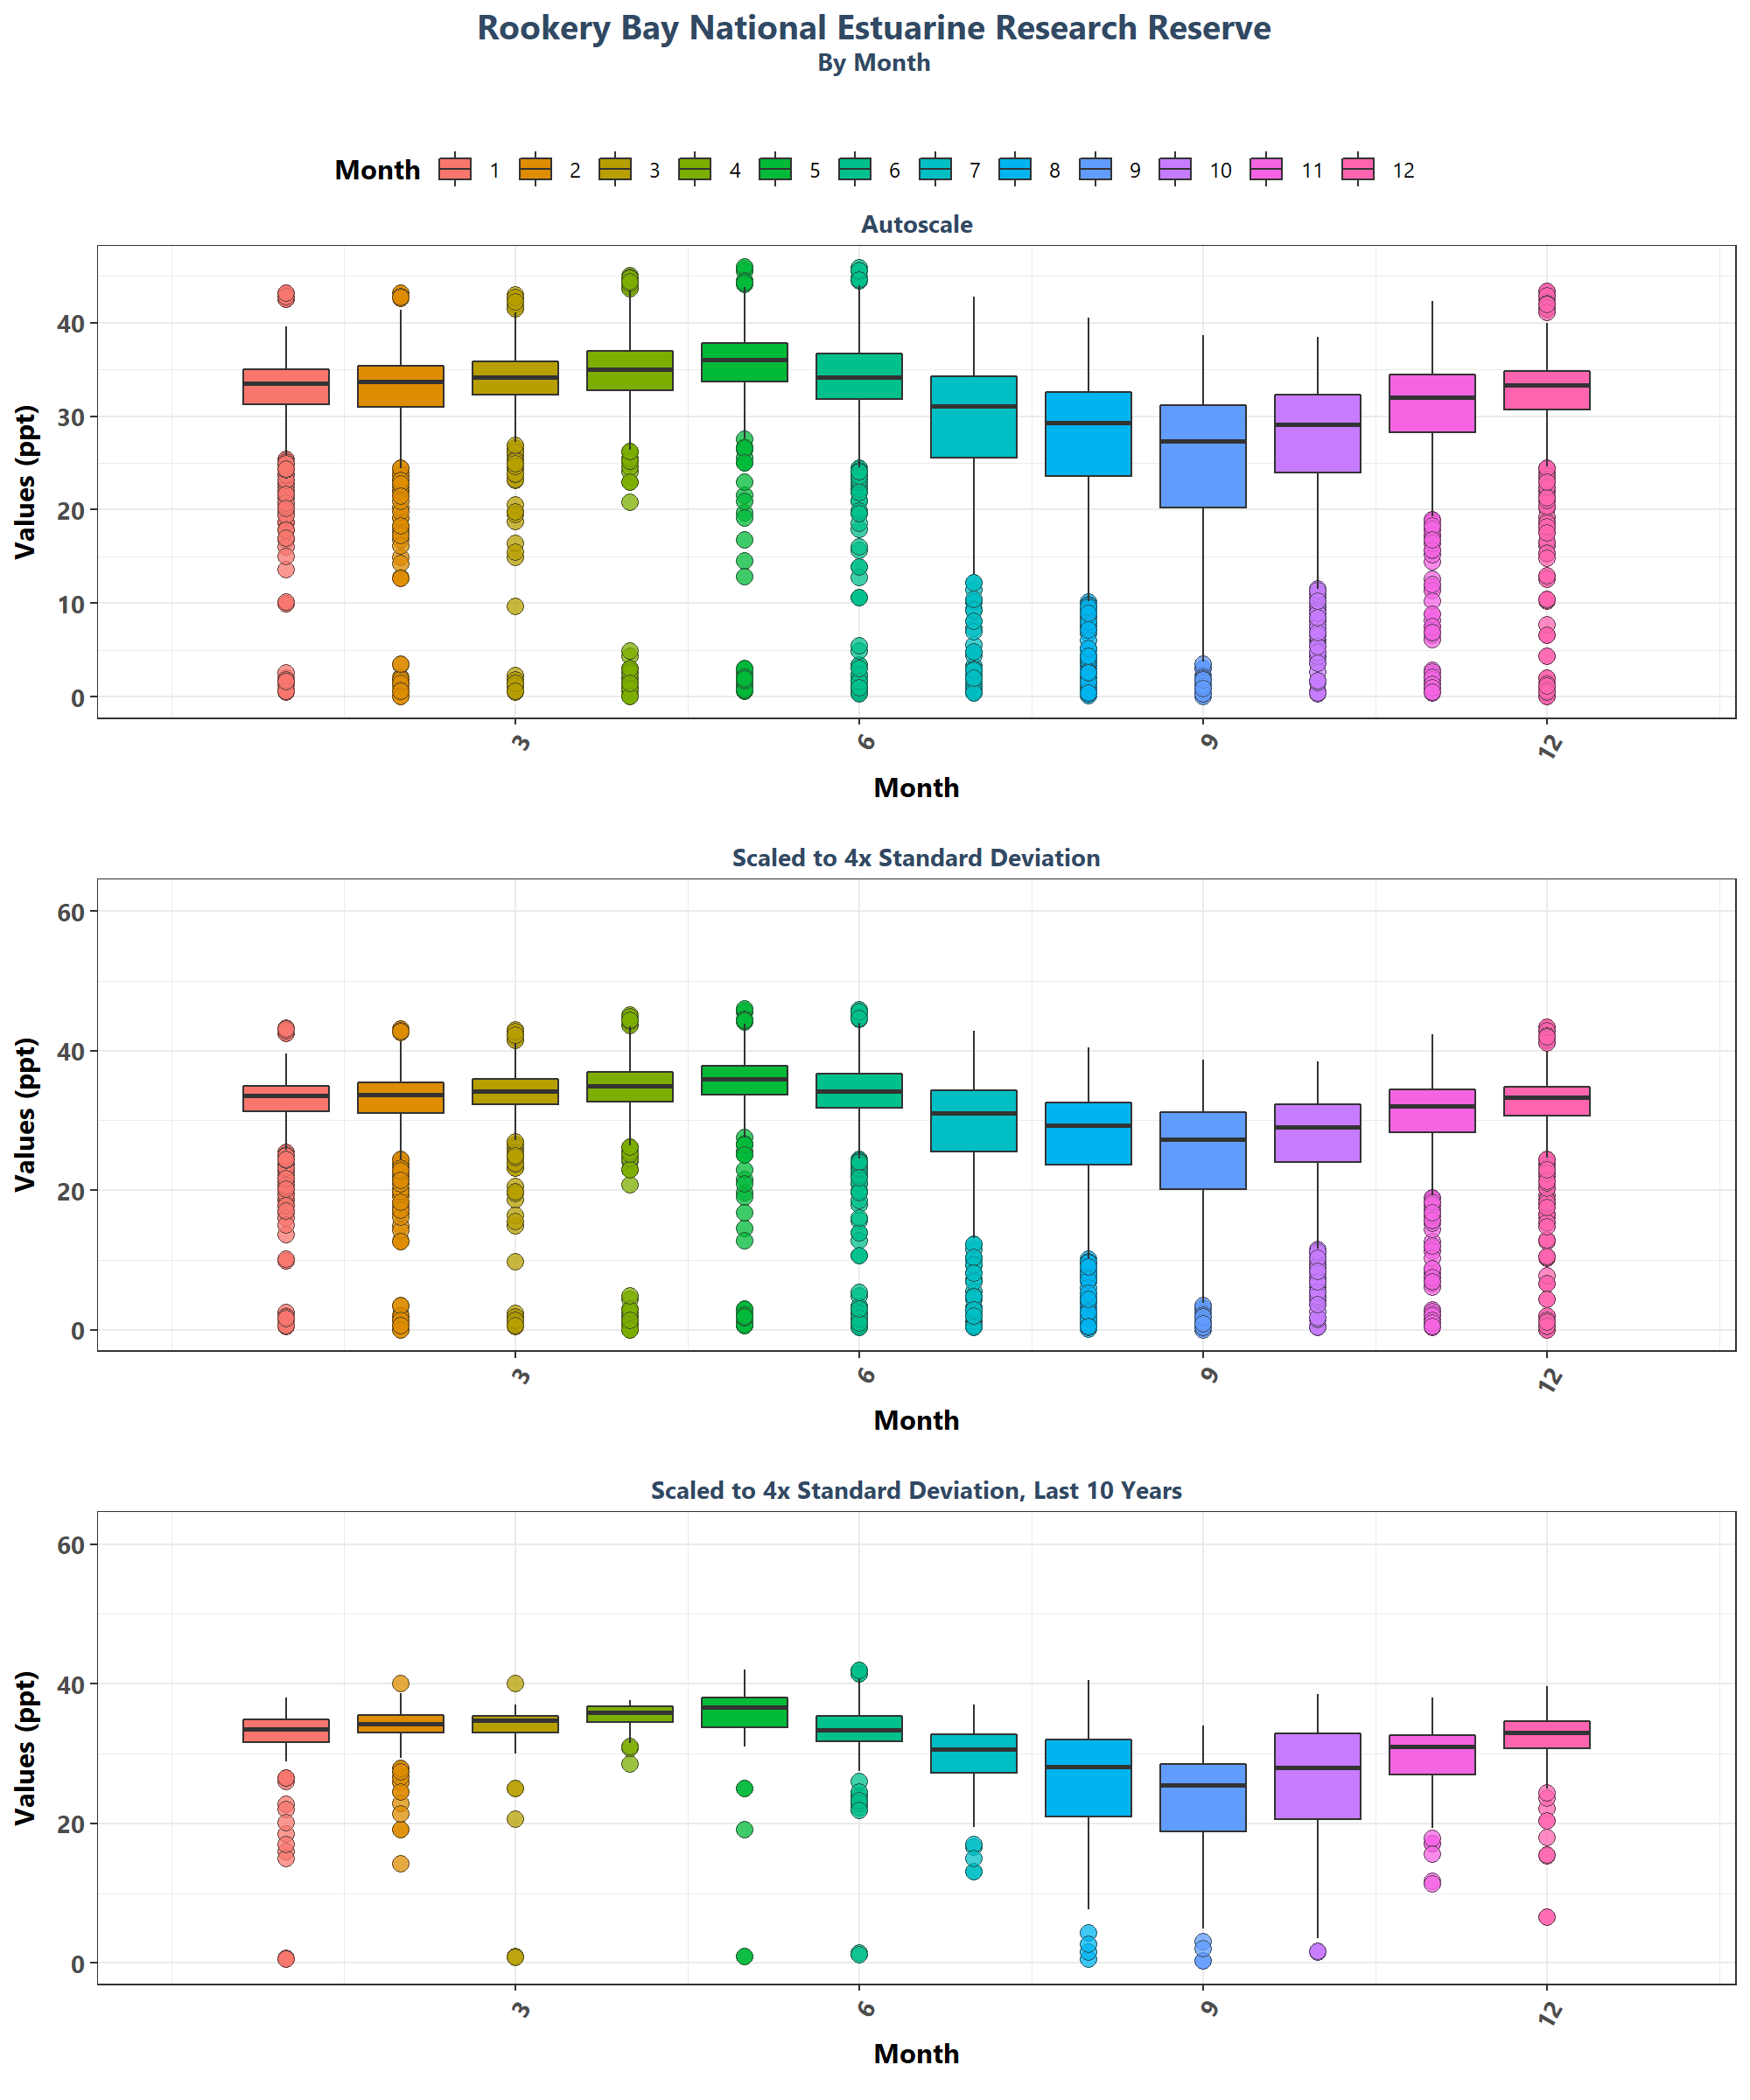 Rookery Bay National Estuarine Research Reserve
By Month
Month 1 2 3 4 5 6 7 8 9 10 11 12
Autoscale
Values (ppt)
40
30
20
10
0
3 6 9 12
Month
Scaled to 4x Standard Deviation
Values (ppt)
60
40
20
0
3 6 9 12
Month
Scaled to 4x Standard Deviation, Last 10 Years
Values (ppt)
60
40
20
0
3 6 9 12
Month